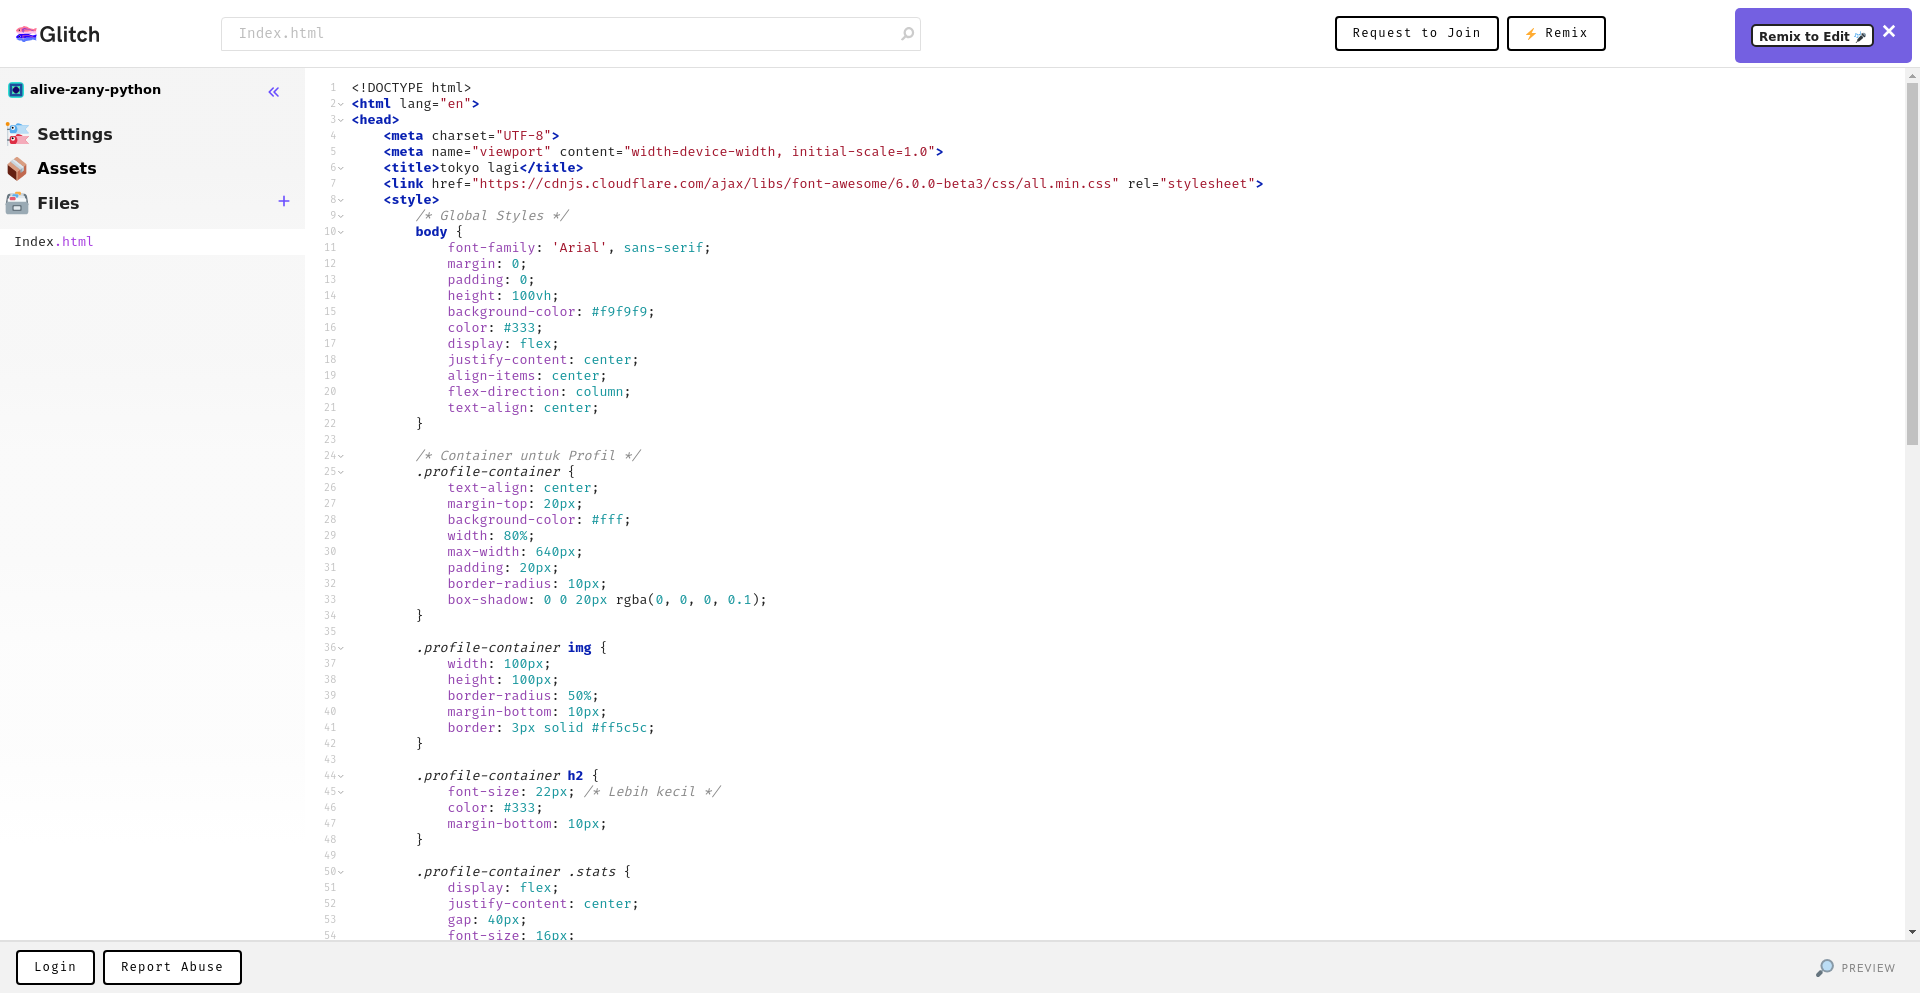 Glitch
Index.html
Request to Join
⚡ Remix
Remix to Edit
alive-zany-python
Settings
Assets
Files
Index.html
1 <!DOCTYPE html>
2 <html lang="en">
3 <head>
4     <meta charset="UTF-8">
5     <meta name="viewport" content="width=device-width, initial-scale=1.0">
6     <title>tokyo lagi</title>
7     <link href="https://cdnjs.cloudflare.com/ajax/libs/font-awesome/6.0.0-beta3/css/all.min.css" rel="stylesheet">
8     <style>
9         /* Global Styles */
10         body {
11             font-family: 'Arial', sans-serif;
12             margin: 0;
13             padding: 0;
14             height: 100vh;
15             background-color: #f9f9f9;
16             color: #333;
17             display: flex;
18             justify-content: center;
19             align-items: center;
20             flex-direction: column;
21             text-align: center;
22         }
23
24         /* Container untuk Profil */
25         .profile-container {
26             text-align: center;
27             margin-top: 20px;
28             background-color: #fff;
29             width: 80%;
30             max-width: 640px;
31             padding: 20px;
32             border-radius: 10px;
33             box-shadow: 0 0 20px rgba(0, 0, 0, 0.1);
34         }
35
36         .profile-container img {
37             width: 100px;
38             height: 100px;
39             border-radius: 50%;
40             margin-bottom: 10px;
41             border: 3px solid #ff5c5c;
42         }
43
44         .profile-container h2 {
45             font-size: 22px; /* Lebih kecil */
46             color: #333;
47             margin-bottom: 10px;
48         }
49
50         .profile-container .stats {
51             display: flex;
52             justify-content: center;
53             gap: 40px;
54             font-size: 16px;
Login
Report Abuse
PREVIEW